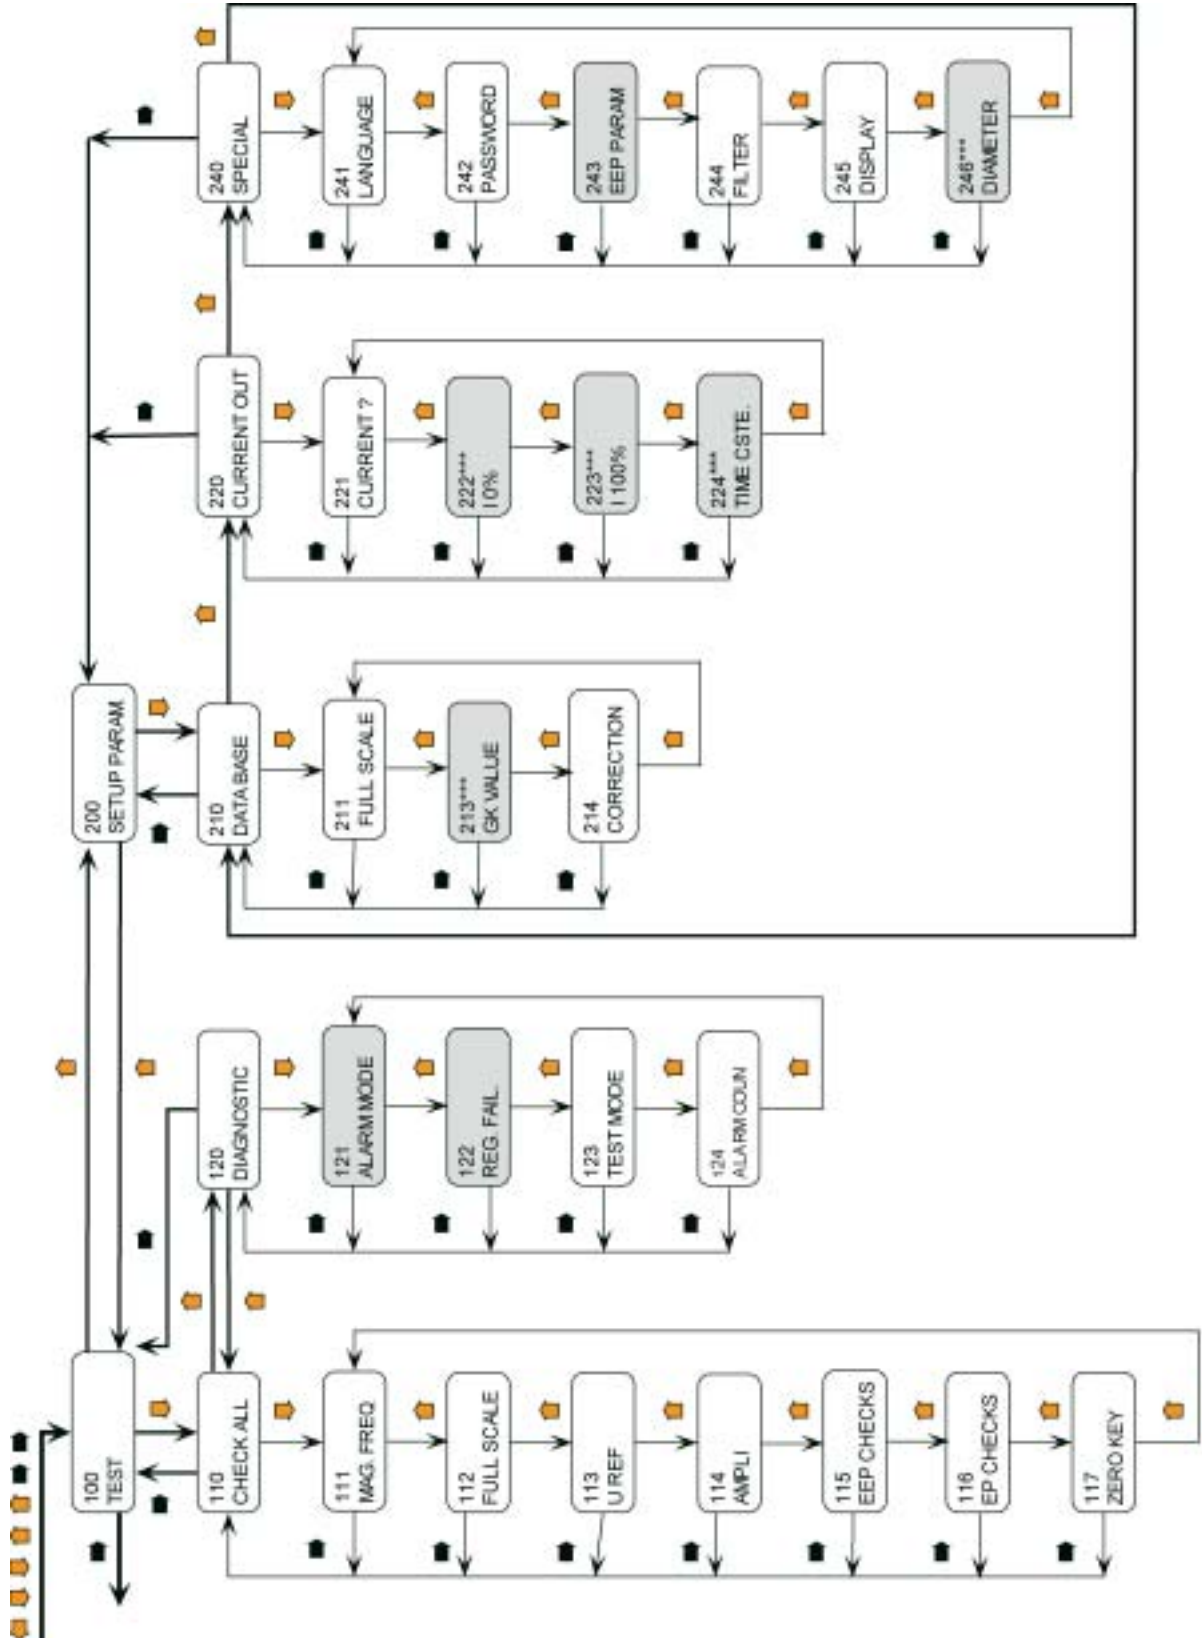 100
TEST
110
CHECK ALL
111
MAG. FREQ
112
FULL SCALE
113
U REF
114
AMPLI
115
EEP CHECKS
116
EP CHECKS
117
ZERO KEY
120
DIAGNOSTIC
121
ALARM MODE
122
REG. FAIL.
123
TEST MODE
124
ALARM COUN
200
SETUP PARAM.
210
DATA BASE
211
FULL SCALE
213***
GK VALUE
214
CORRECTION
220
CURRENT OUT
221
CURRENT ?
222***
I 0%
223***
I 100%
224***
TIME CSTE.
240
SPECIAL
241
LANGUAGE
242
PASSWORD
243
EEP PARAM
244
FILTER
245
DISPLAY
246***
DIAMETER